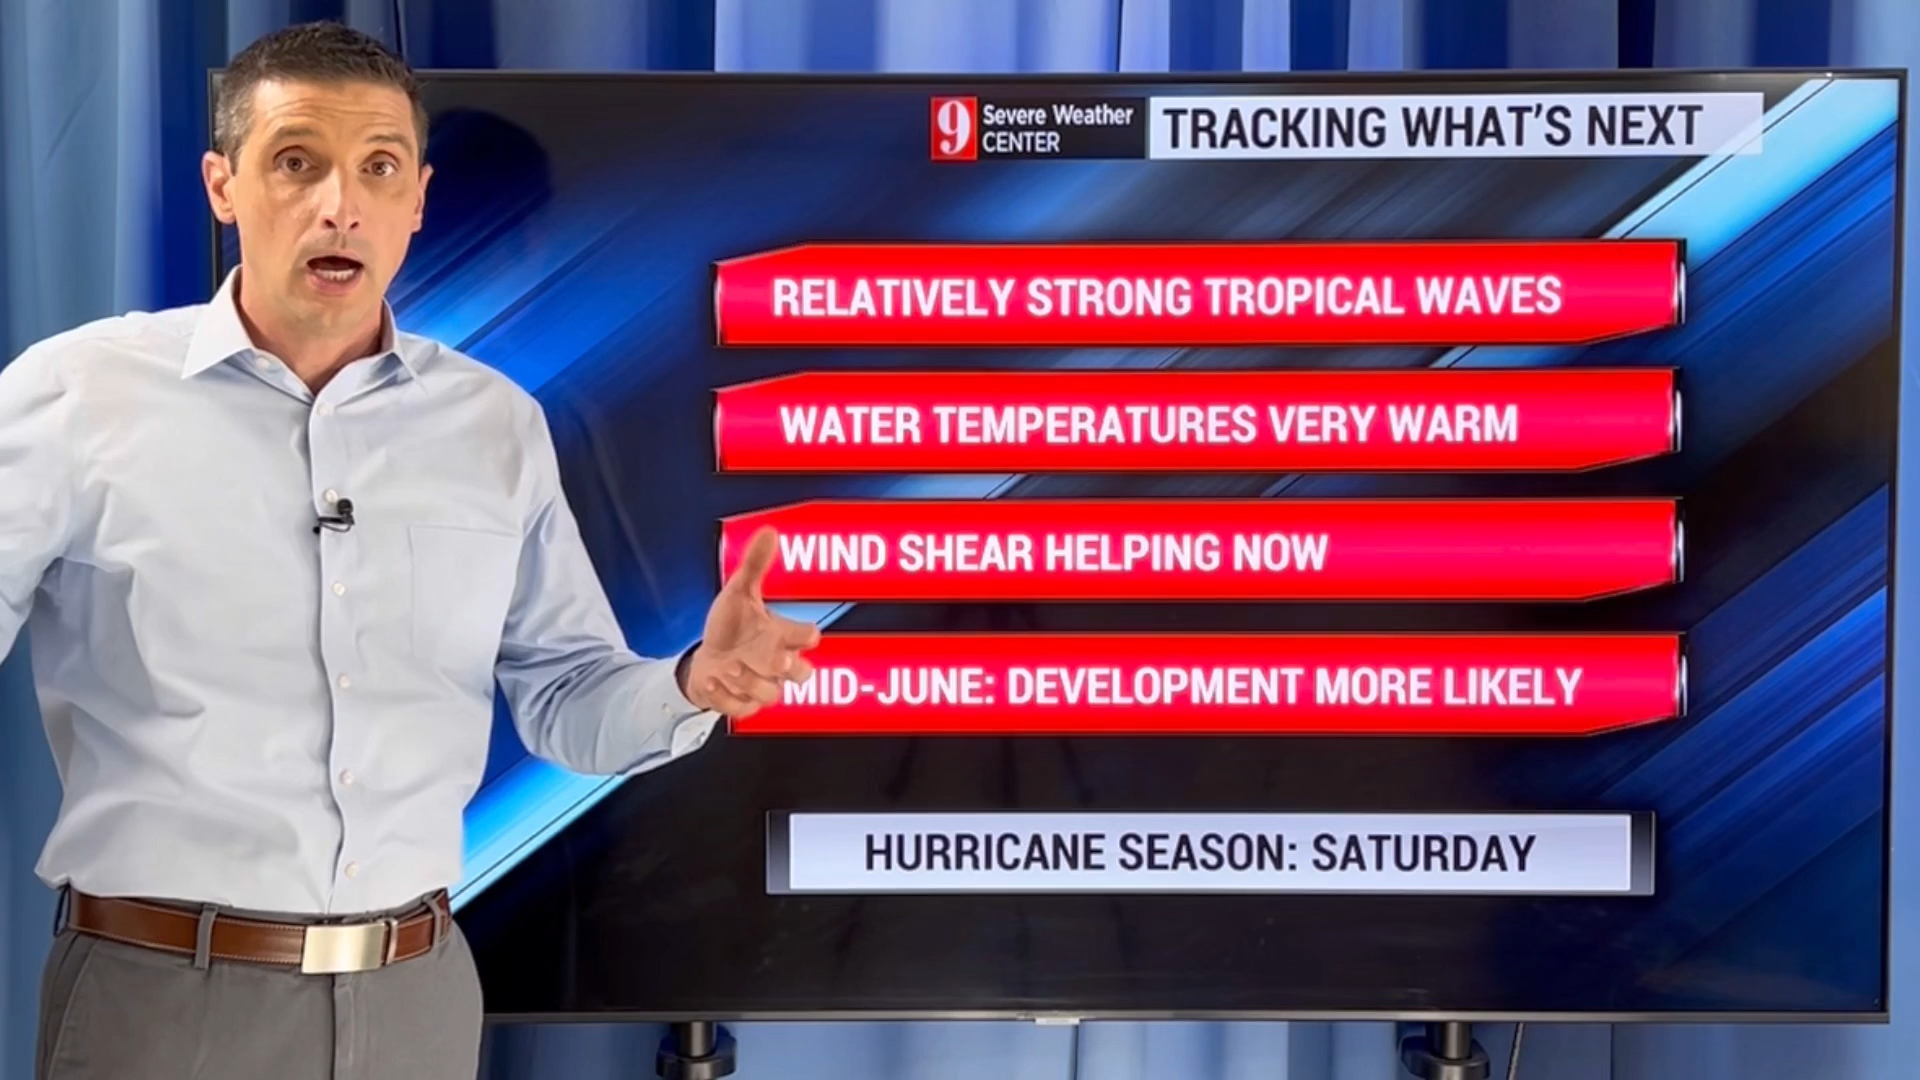 9 Severe Weather
CENTER
TRACKING WHAT'S NEXT
RELATIVELY STRONG TROPICAL WAVES
WATER TEMPERATURES VERY WARM
WIND SHEAR HELPING NOW
MID-JUNE: DEVELOPMENT MORE LIKELY
HURRICANE SEASON: SATURDAY